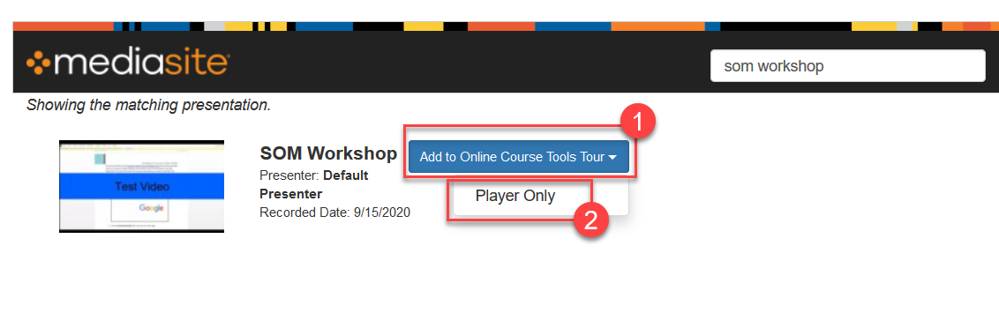 mediasite
som workshop
Showing the matching presentation.
1
SOM Workshop
Add to Online Course Tools Tour
Presenter: Default
Presenter
Recorded Date: 9/15/2020
Player Only
2
Test Video
Google